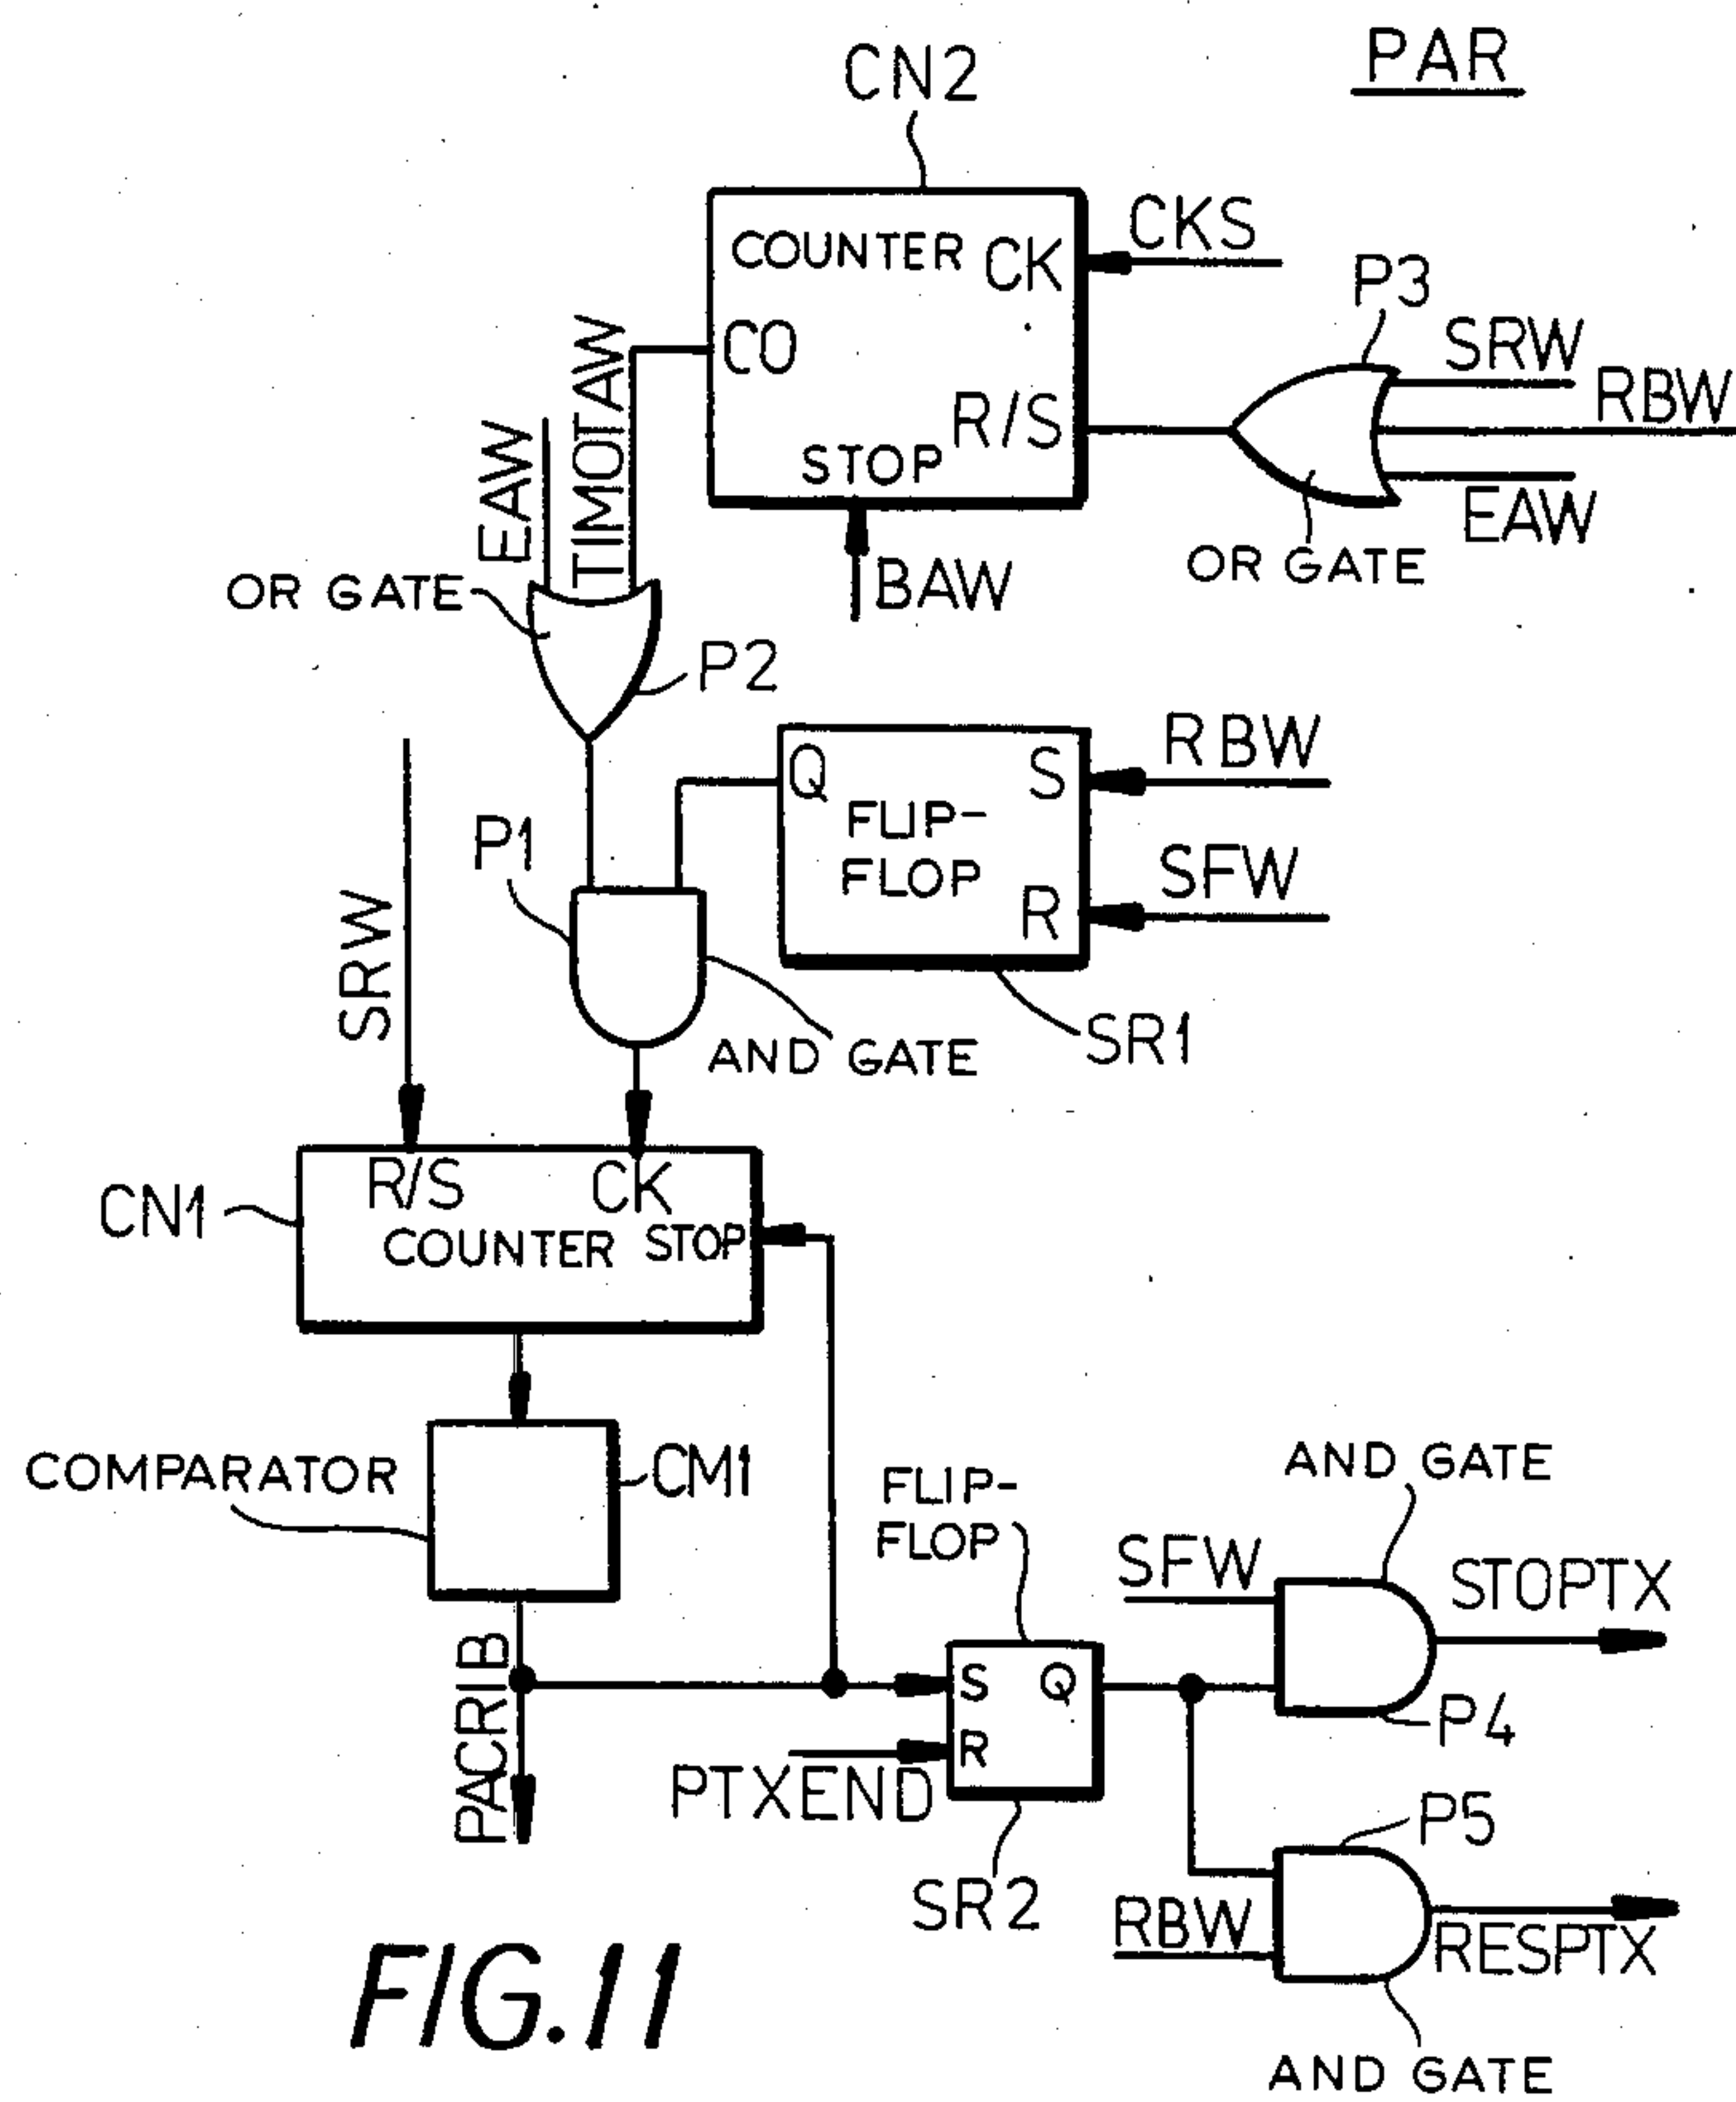 PAR
CN2
COUNTER
CK
CKS
CO
R/S
STOP
P3
SRW
RBW
EAW
OR GATE
BAW
EAW
TIMOTAW
OR GATE
P2
Q
S
RBW
FLIP-
FLOP
R
SFW
SR1
P1
AND GATE
SRW
R/S
CK
CN1
COUNTER
STOP
COMPARATOR
CM1
PACRIB
FLIP-
FLOP
S
Q
R
PTXEND
SR2
AND GATE
SFW
STOPTX
P4
P5
RBW
RESPTX
AND GATE
FIG.11